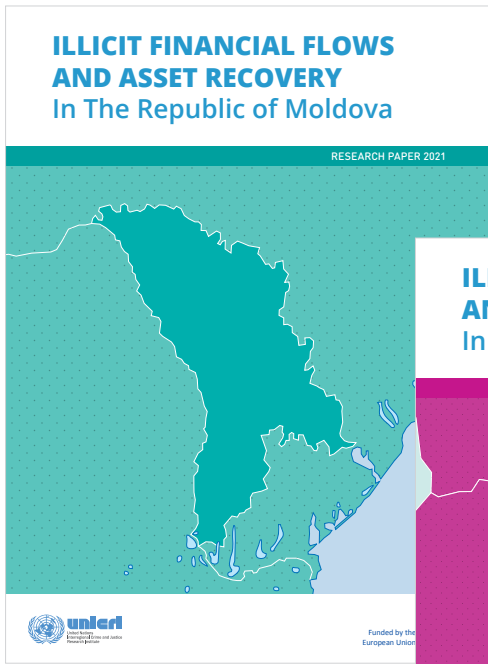 ILLICIT FINANCIAL FLOWS
AND ASSET RECOVERY
In The Republic of Moldova
RESEARCH PAPER 2021
IL
AN
In
unicri
United Nations
Interregional Crime and Justice
Research Institute
Funded by the
European Union